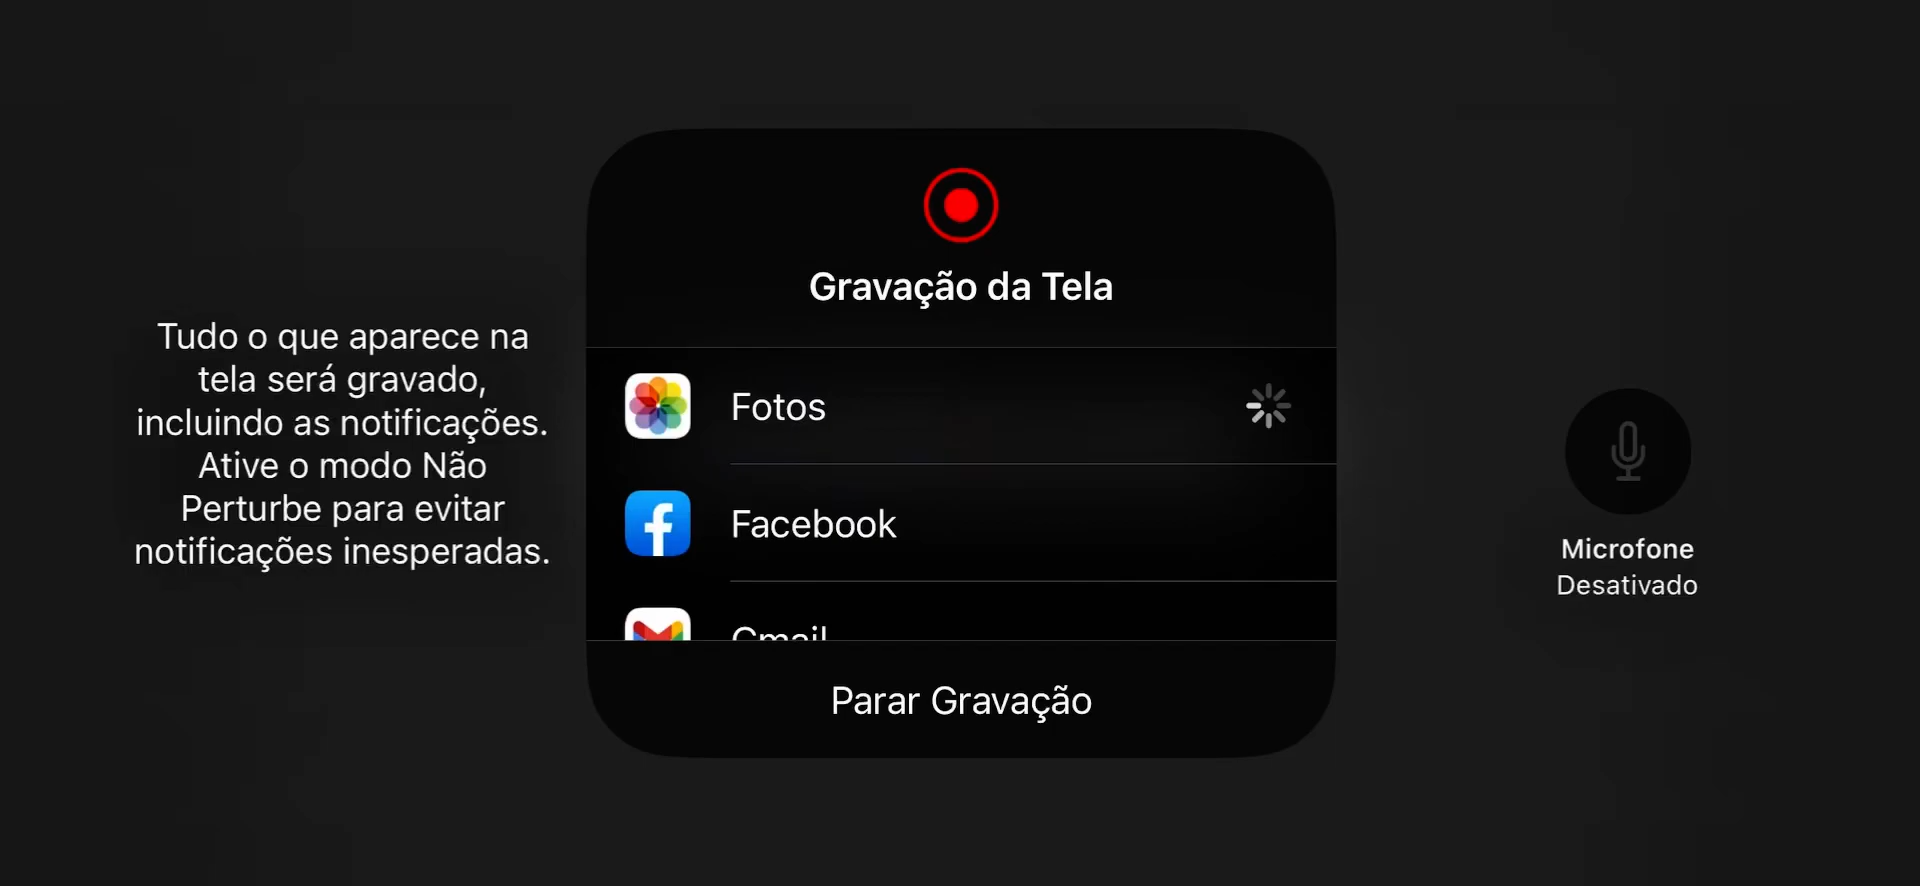 Tudo o que aparece na
tela será gravado,
incluindo as notificações.
Ative o modo Não
Perturbe para evitar
notificações inesperadas.
Gravação da Tela
Fotos
Facebook
Gmail
Parar Gravação
Microfone
Desativado